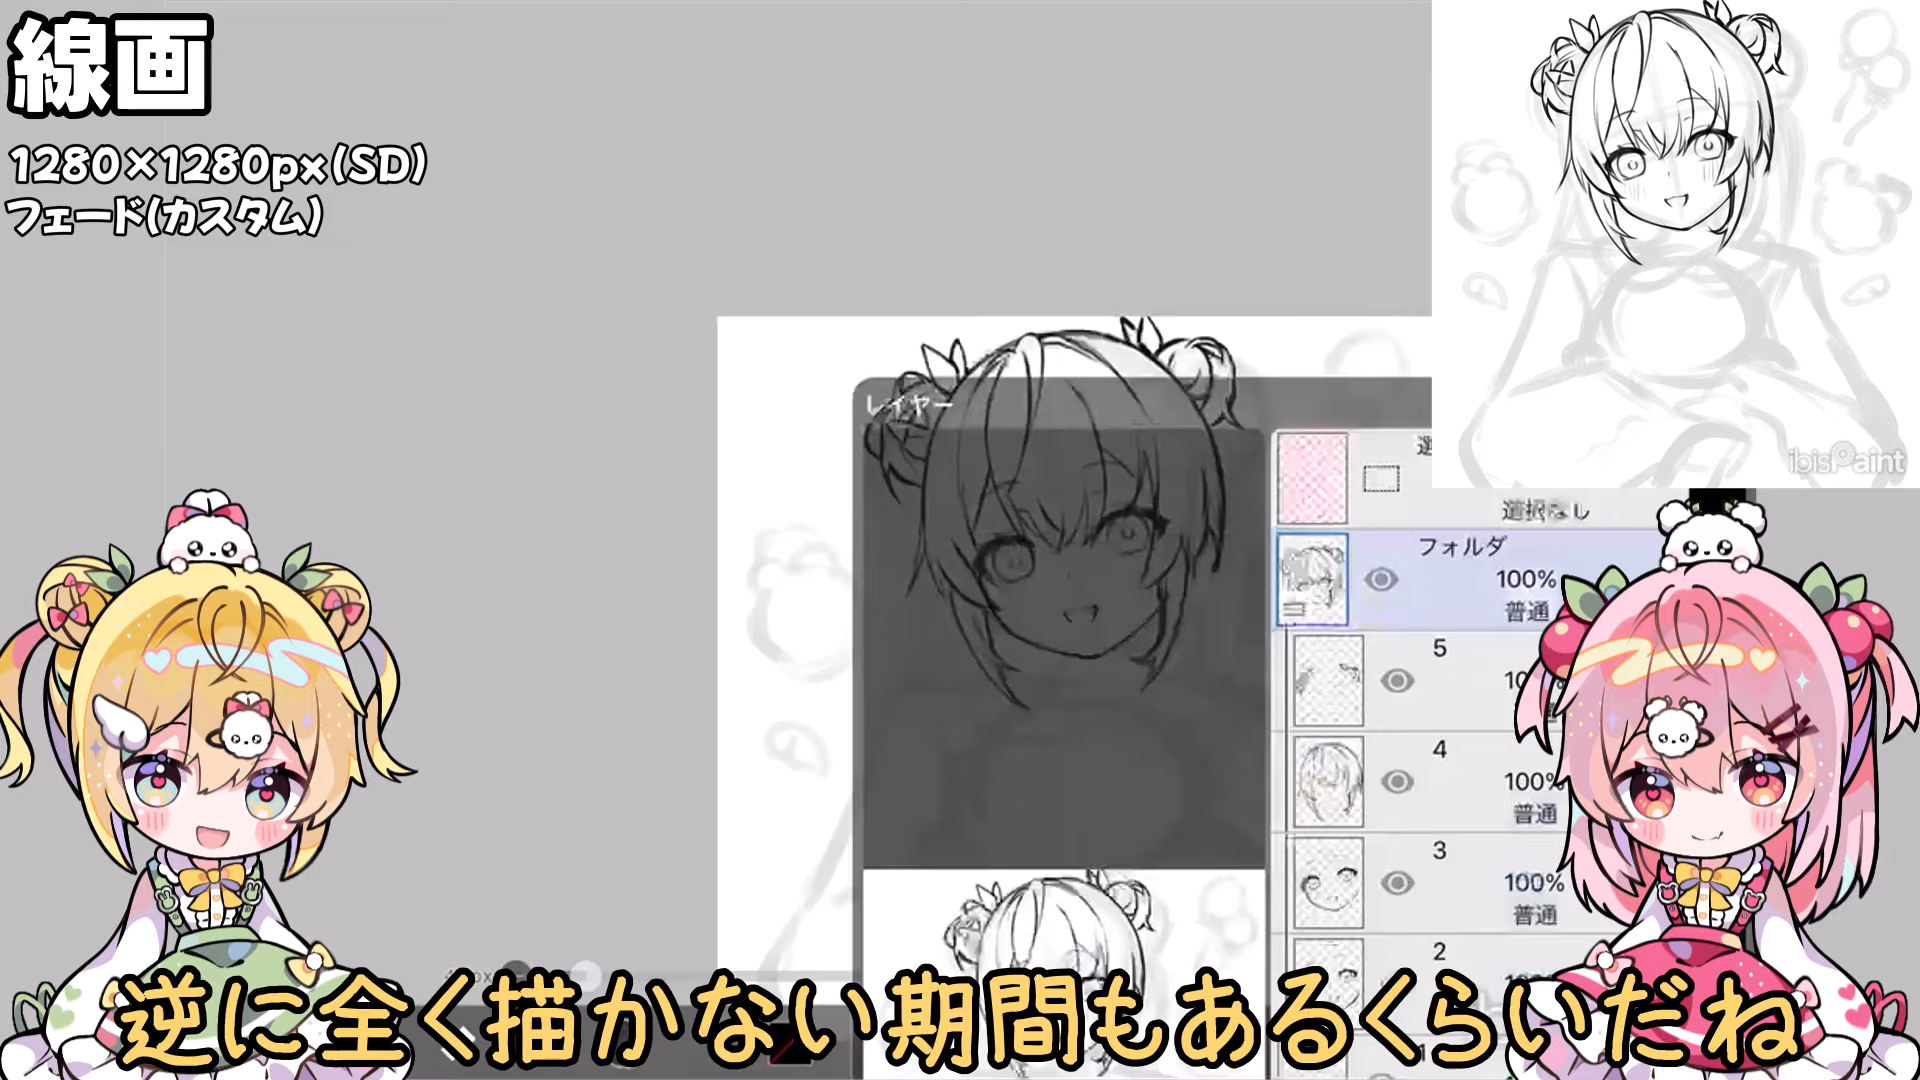 線画
1280×1280px(SD)
フェード(カスタム)
ibisPaint
レイヤー
選択なし
フォルダ
100%
普通
5
4
100%
普通
3
100%
普通
2
逆に全く描かない期間もあるくらいだね